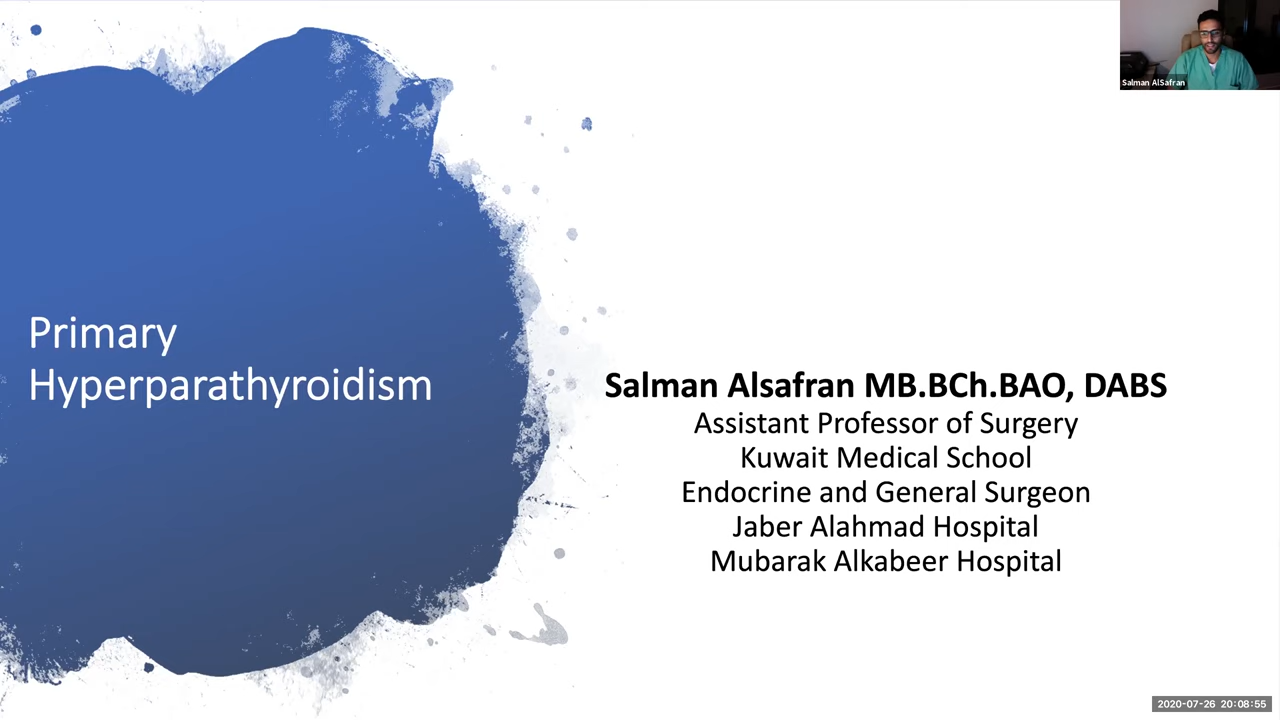 Salman AlSafran
Primary
Hyperparathyroidism
Salman Alsafran MB.BCh.BAO, DABS
Assistant Professor of Surgery
Kuwait Medical School
Endocrine and General Surgeon
Jaber Alahmad Hospital
Mubarak Alkabeer Hospital
2020-07-26 20:08:55